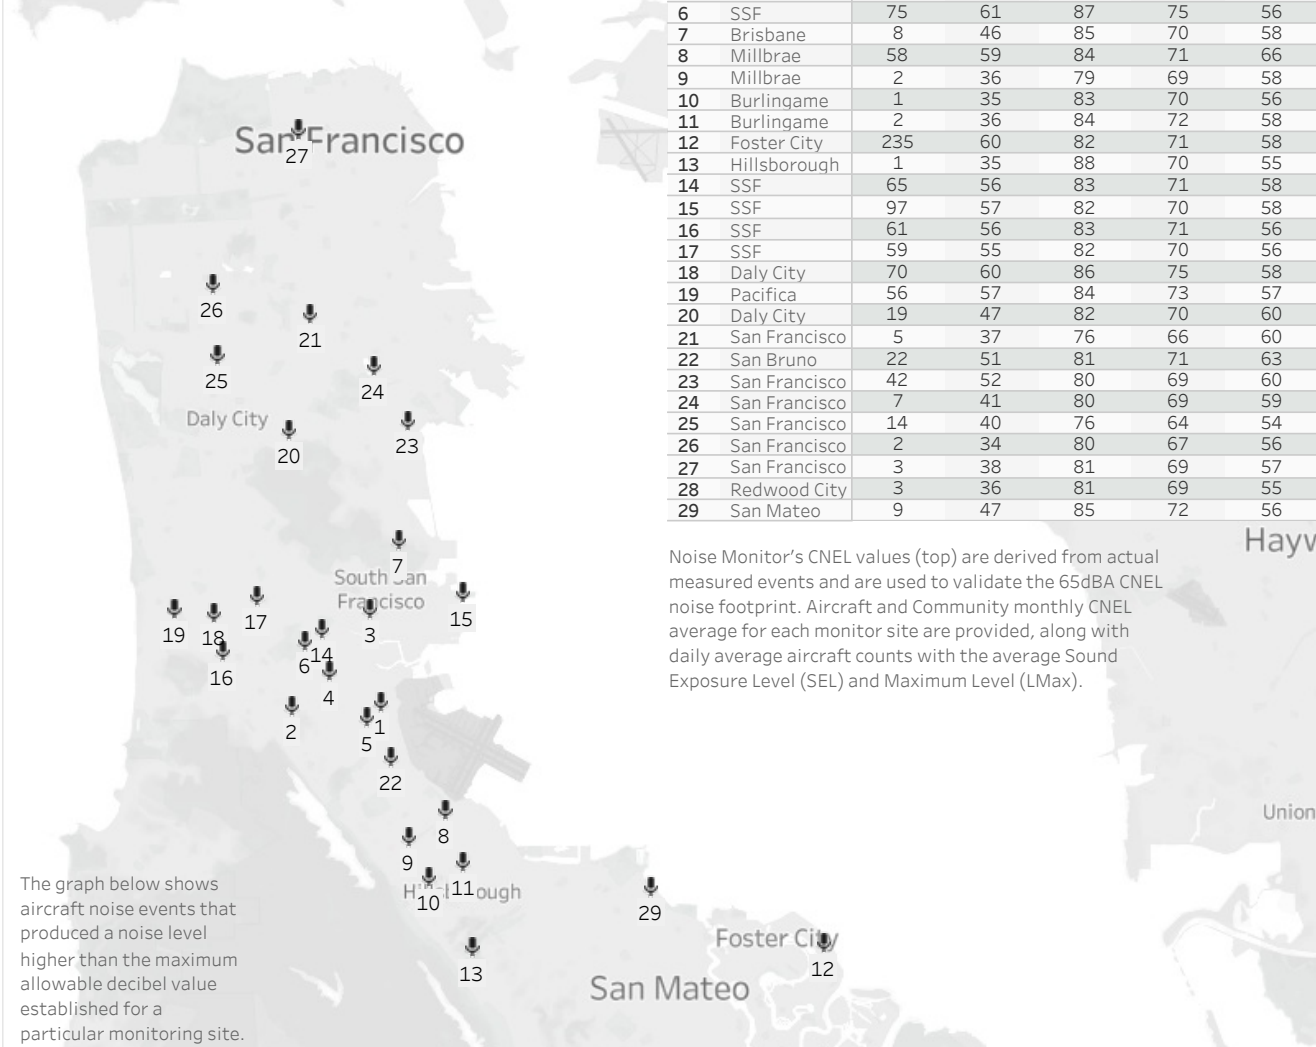 6 SSF 75 61 87 75 56
7 Brisbane 8 46 85 70 58
8 Millbrae 58 59 84 71 66
9 Millbrae 2 36 79 69 58
10 Burlingame 1 35 83 70 56
11 Burlingame 2 36 84 72 58
12 Foster City 235 60 82 71 58
13 Hillsborough 1 35 88 70 55
14 SSF 65 56 83 71 58
15 SSF 97 57 82 70 58
16 SSF 61 56 83 71 56
17 SSF 59 55 82 70 56
18 Daly City 70 60 86 75 58
19 Pacifica 56 57 84 73 57
20 Daly City 19 47 82 70 60
21 San Francisco 5 37 76 66 60
22 San Bruno 22 51 81 71 63
23 San Francisco 42 52 80 69 60
24 San Francisco 7 41 80 69 59
25 San Francisco 14 40 76 64 54
26 San Francisco 2 34 80 67 56
27 San Francisco 3 38 81 69 57
28 Redwood City 3 36 81 69 55
29 San Mateo 9 47 85 72 56
Noise Monitor's CNEL values (top) are derived from actual
measured events and are used to validate the 65dBA CNEL
noise footprint. Aircraft and Community monthly CNEL
average for each monitor site are provided, along with
daily average aircraft counts with the average Sound
Exposure Level (SEL) and Maximum Level (LMax).
San Francisco
27
26
21
25
24
Daly City
20
23
7
South San
Francisco
15
19
18
17
3
6
14
16
4
2
5
1
22
8
9
11
10
13
29
Foster City
12
San Mateo
Hayw
Union
The graph below shows
aircraft noise events that
produced a noise level
higher than the maximum
allowable decibel value
established for a
particular monitoring site.